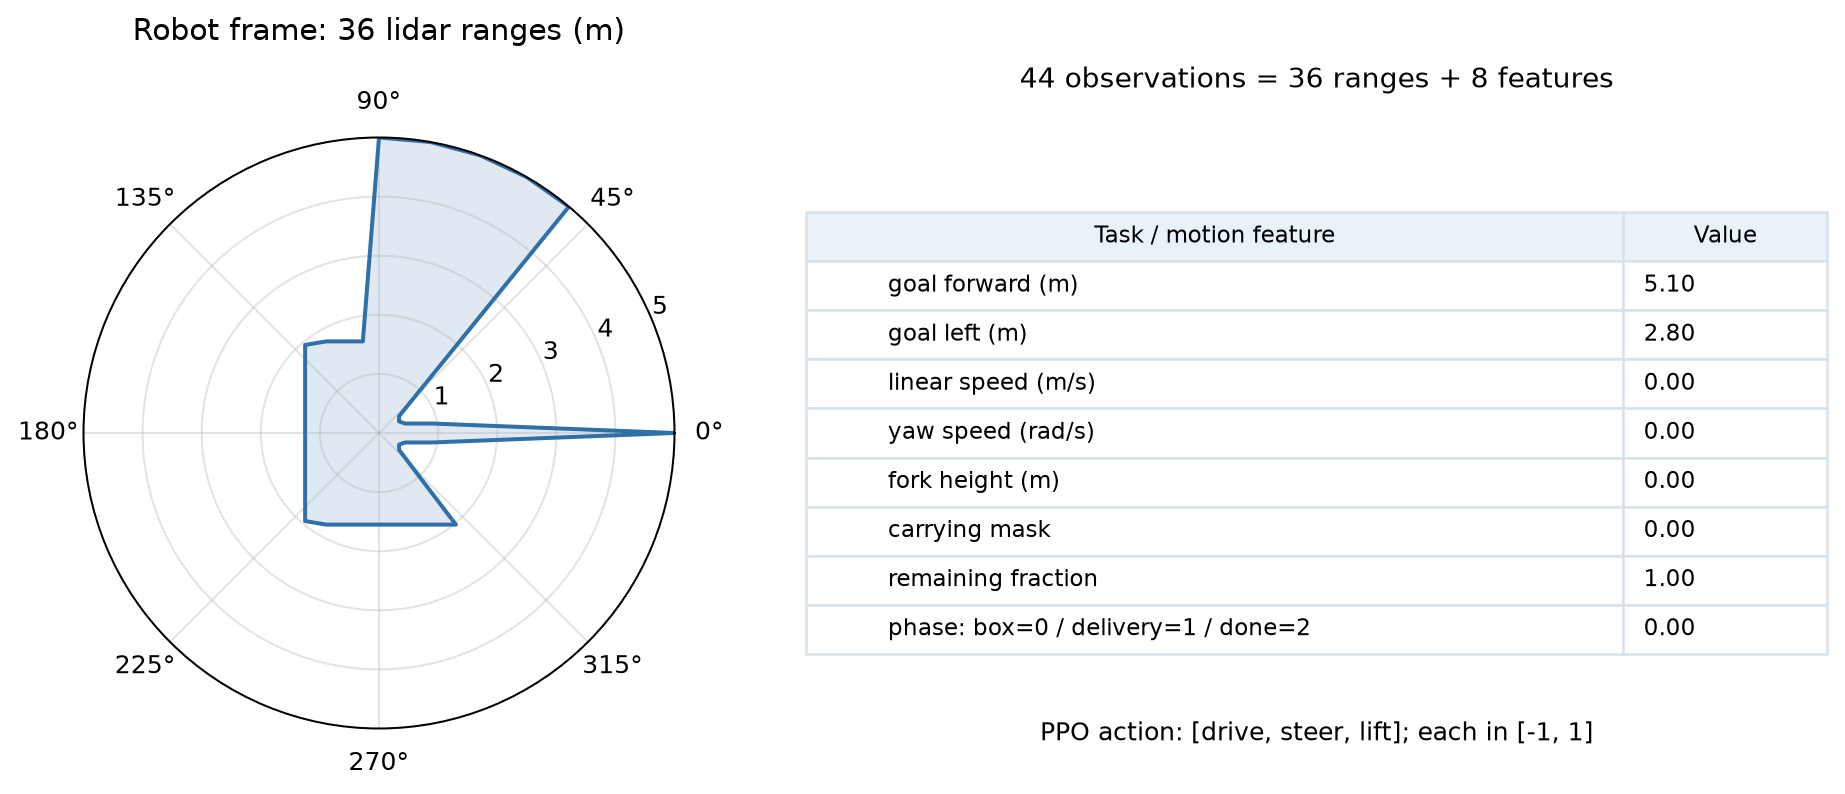 Robot frame: 36 lidar ranges (m)
90°
135°
45°
180°
0°
225°
315°
270°
1
2
3
4
5
44 observations = 36 ranges + 8 features
Task / motion feature Value
goal forward (m) 5.10
goal left (m) 2.80
linear speed (m/s) 0.00
yaw speed (rad/s) 0.00
fork height (m) 0.00
carrying mask 0.00
remaining fraction 1.00
phase: box=0 / delivery=1 / done=2 0.00
PPO action: [drive, steer, lift]; each in [-1, 1]